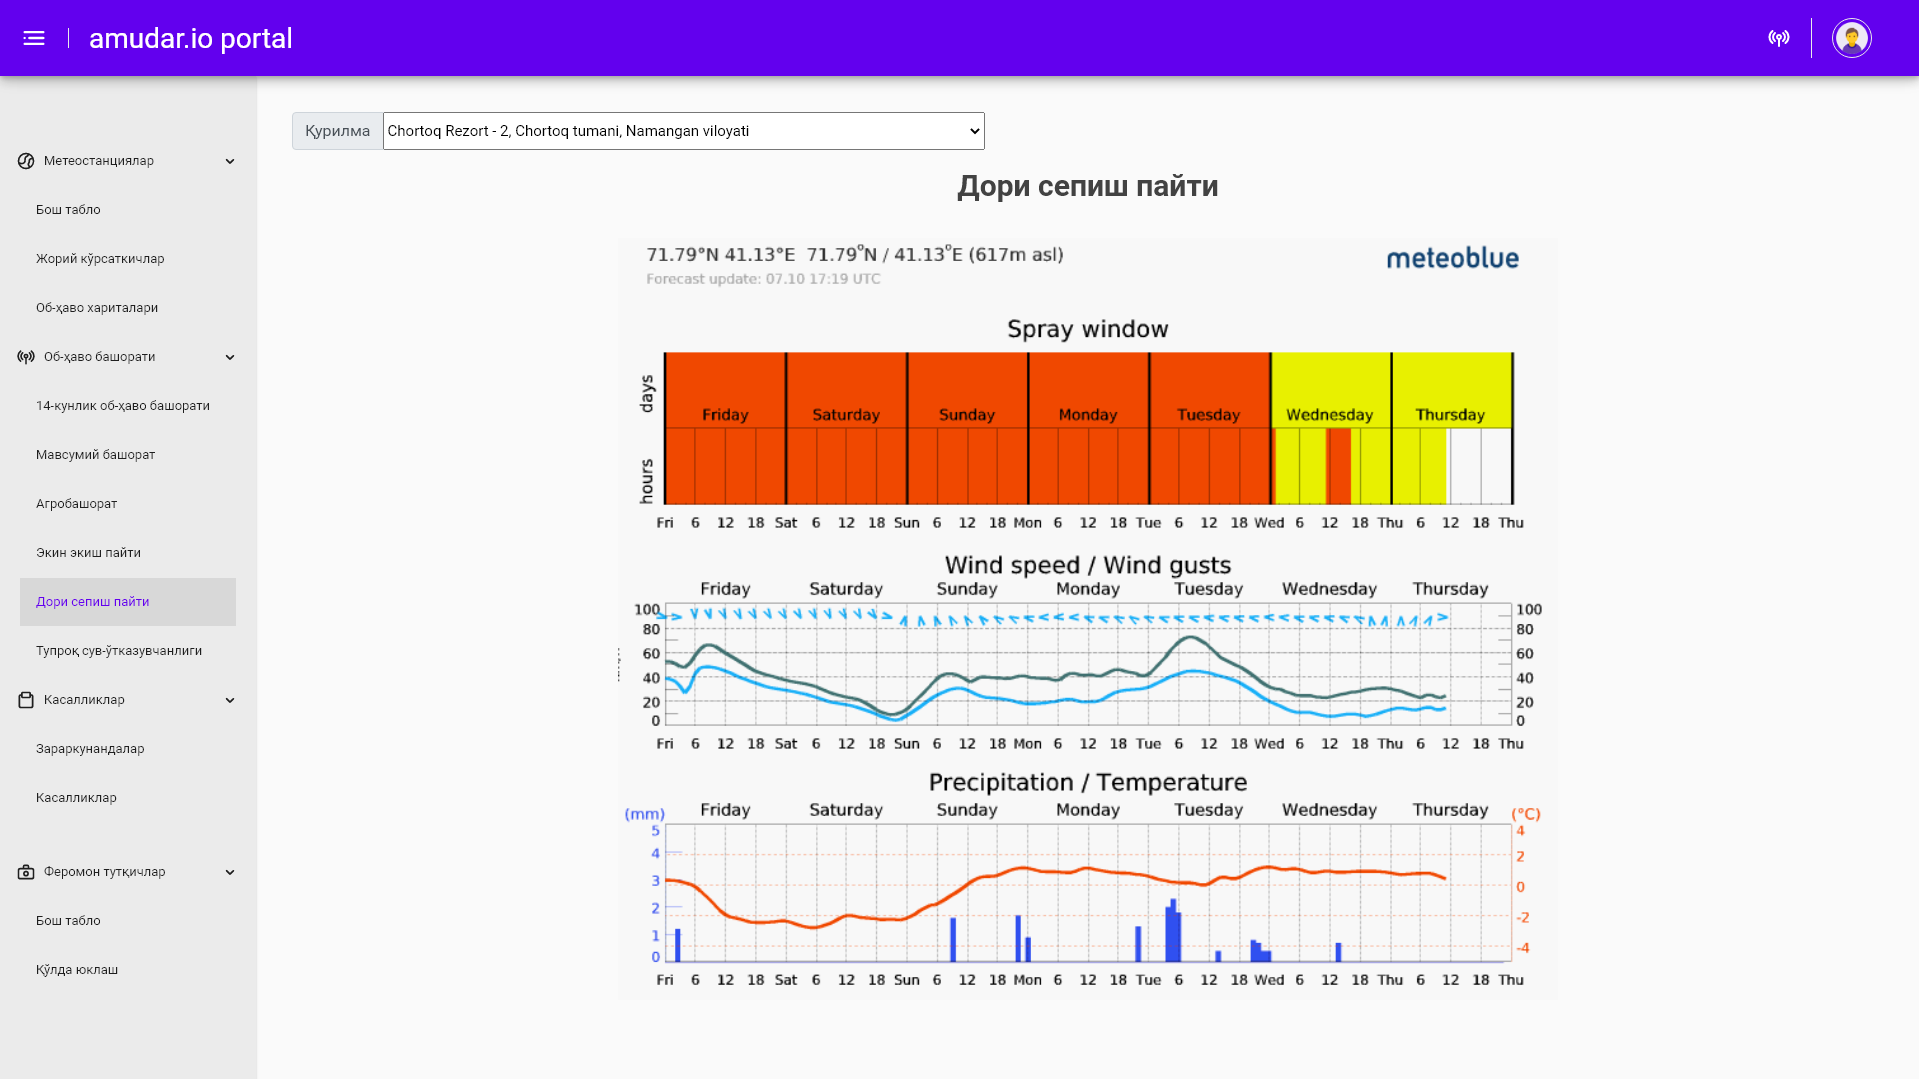 amudar.io portal
Қурилма
Chortoq Rezort - 2, Chortoq tumani, Namangan viloyati
Метеостанциялар
Бош табло
Жорий кўрсаткичлар
Об-ҳаво хариталари
Об-ҳаво башорати
14-кунлик об-ҳаво башорати
Мавсумий башорат
Агробашорат
Экин экиш пайти
Дори сепиш пайти
Тупроқ сув-ўтказувчанлиги
Касалликлар
Зараркунандалар
Касалликлар
Феромон тутқичлар
Бош табло
Қўлда юклаш
Дори сепиш пайти
71.79°N 41.13°E 71.79°N / 41.13°E (617m asl)
meteoblue
Forecast update: 07.10 17:19 UTC
Spray window
days
Friday Saturday Sunday Monday Tuesday Wednesday Thursday
hours
Fri 6 12 18 Sat 6 12 18 Sun 6 12 18 Mon 6 12 18 Tue 6 12 18 Wed 6 12 18 Thu 6 12 18 Thu
Wind speed / Wind gusts
Friday Saturday Sunday Monday Tuesday Wednesday Thursday
100 100
80 80
60 60
40 40
20 20
0 0
Fri 6 12 18 Sat 6 12 18 Sun 6 12 18 Mon 6 12 18 Tue 6 12 18 Wed 6 12 18 Thu 6 12 18 Thu
Precipitation / Temperature
(mm) Friday Saturday Sunday Monday Tuesday Wednesday Thursday (°C)
5 4
4 2
3 0
2 -2
1 -4
0
Fri 6 12 18 Sat 6 12 18 Sun 6 12 18 Mon 6 12 18 Tue 6 12 18 Wed 6 12 18 Thu 6 12 18 Thu